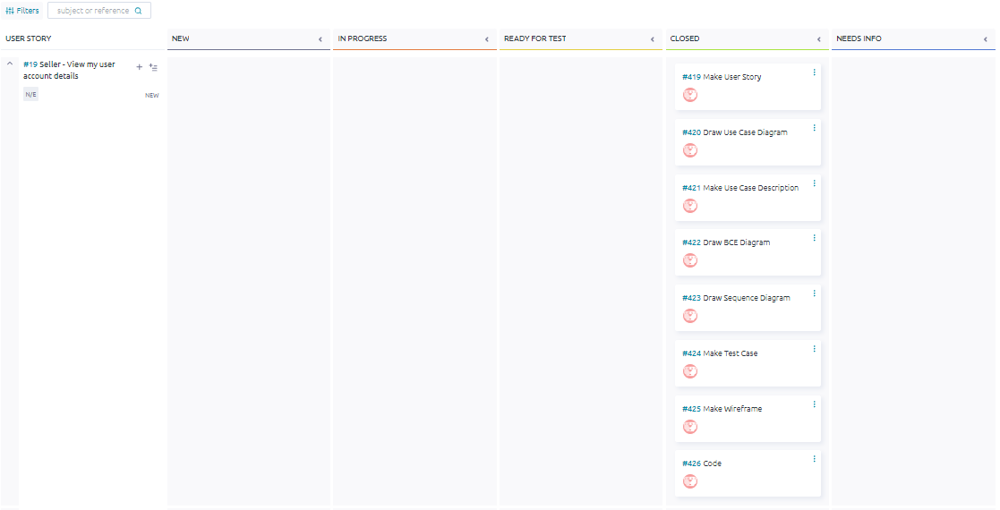 Filters
subject or reference
USER STORY
NEW
IN PROGRESS
READY FOR TEST
CLOSED
NEEDS INFO
#19 Seller - View my user
account details
N/E
NEW
#419 Make User Story
#420 Draw Use Case Diagram
#421 Make Use Case Description
#422 Draw BCE Diagram
#423 Draw Sequence Diagram
#424 Make Test Case
#425 Make Wireframe
#426 Code